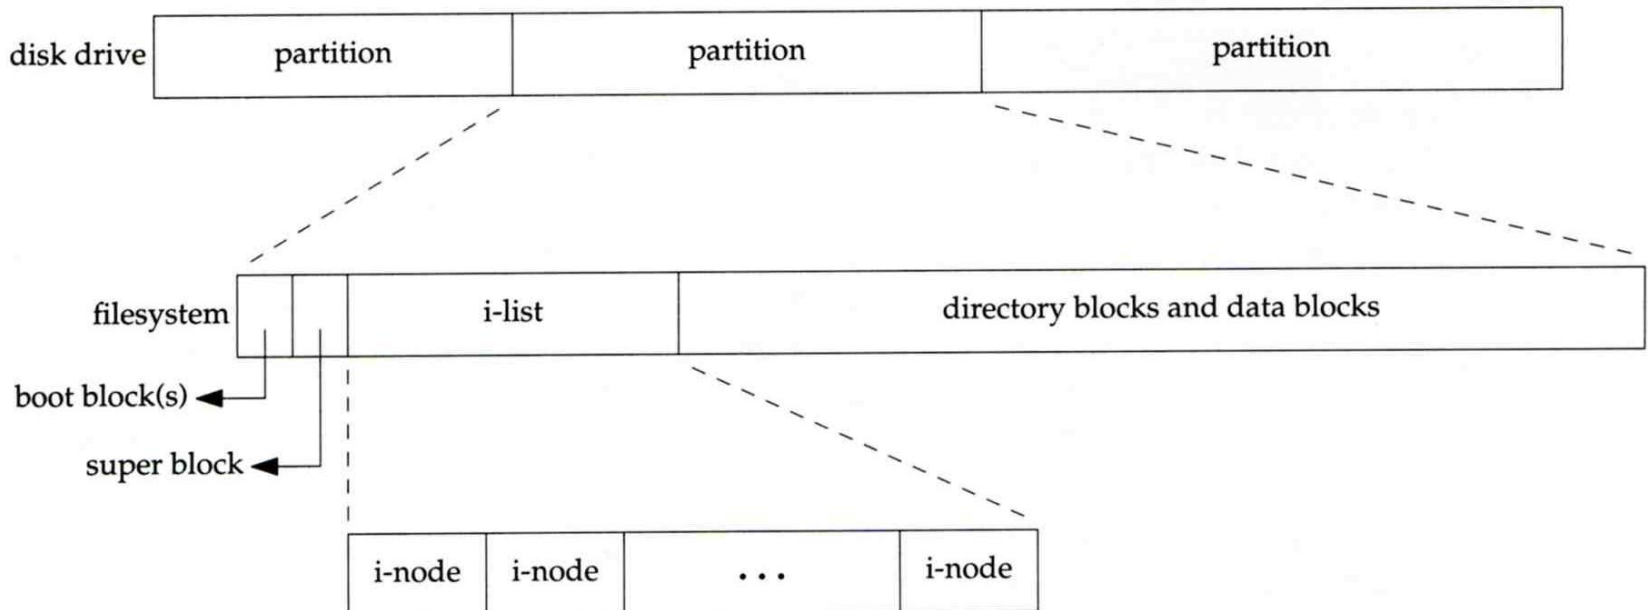 disk drive partition partition partition
filesystem i-list directory blocks and data blocks
boot block(s)
super block
i-node i-node ... i-node